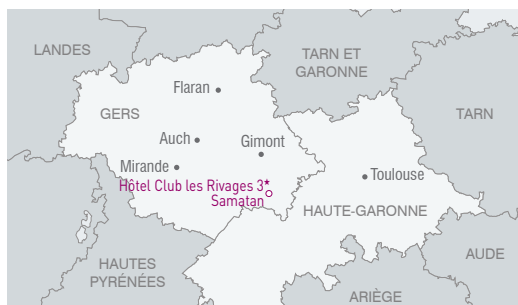 LANDES
TARN ET
GARONNE
Flaran
GERS
TARN
Auch
Gimont
Mirande
Toulouse
Hôtel Club les Rivages 3*
Samatan
HAUTE-GARONNE
AUDE
HAUTES
PYRÉNÉES
ARIÈGE